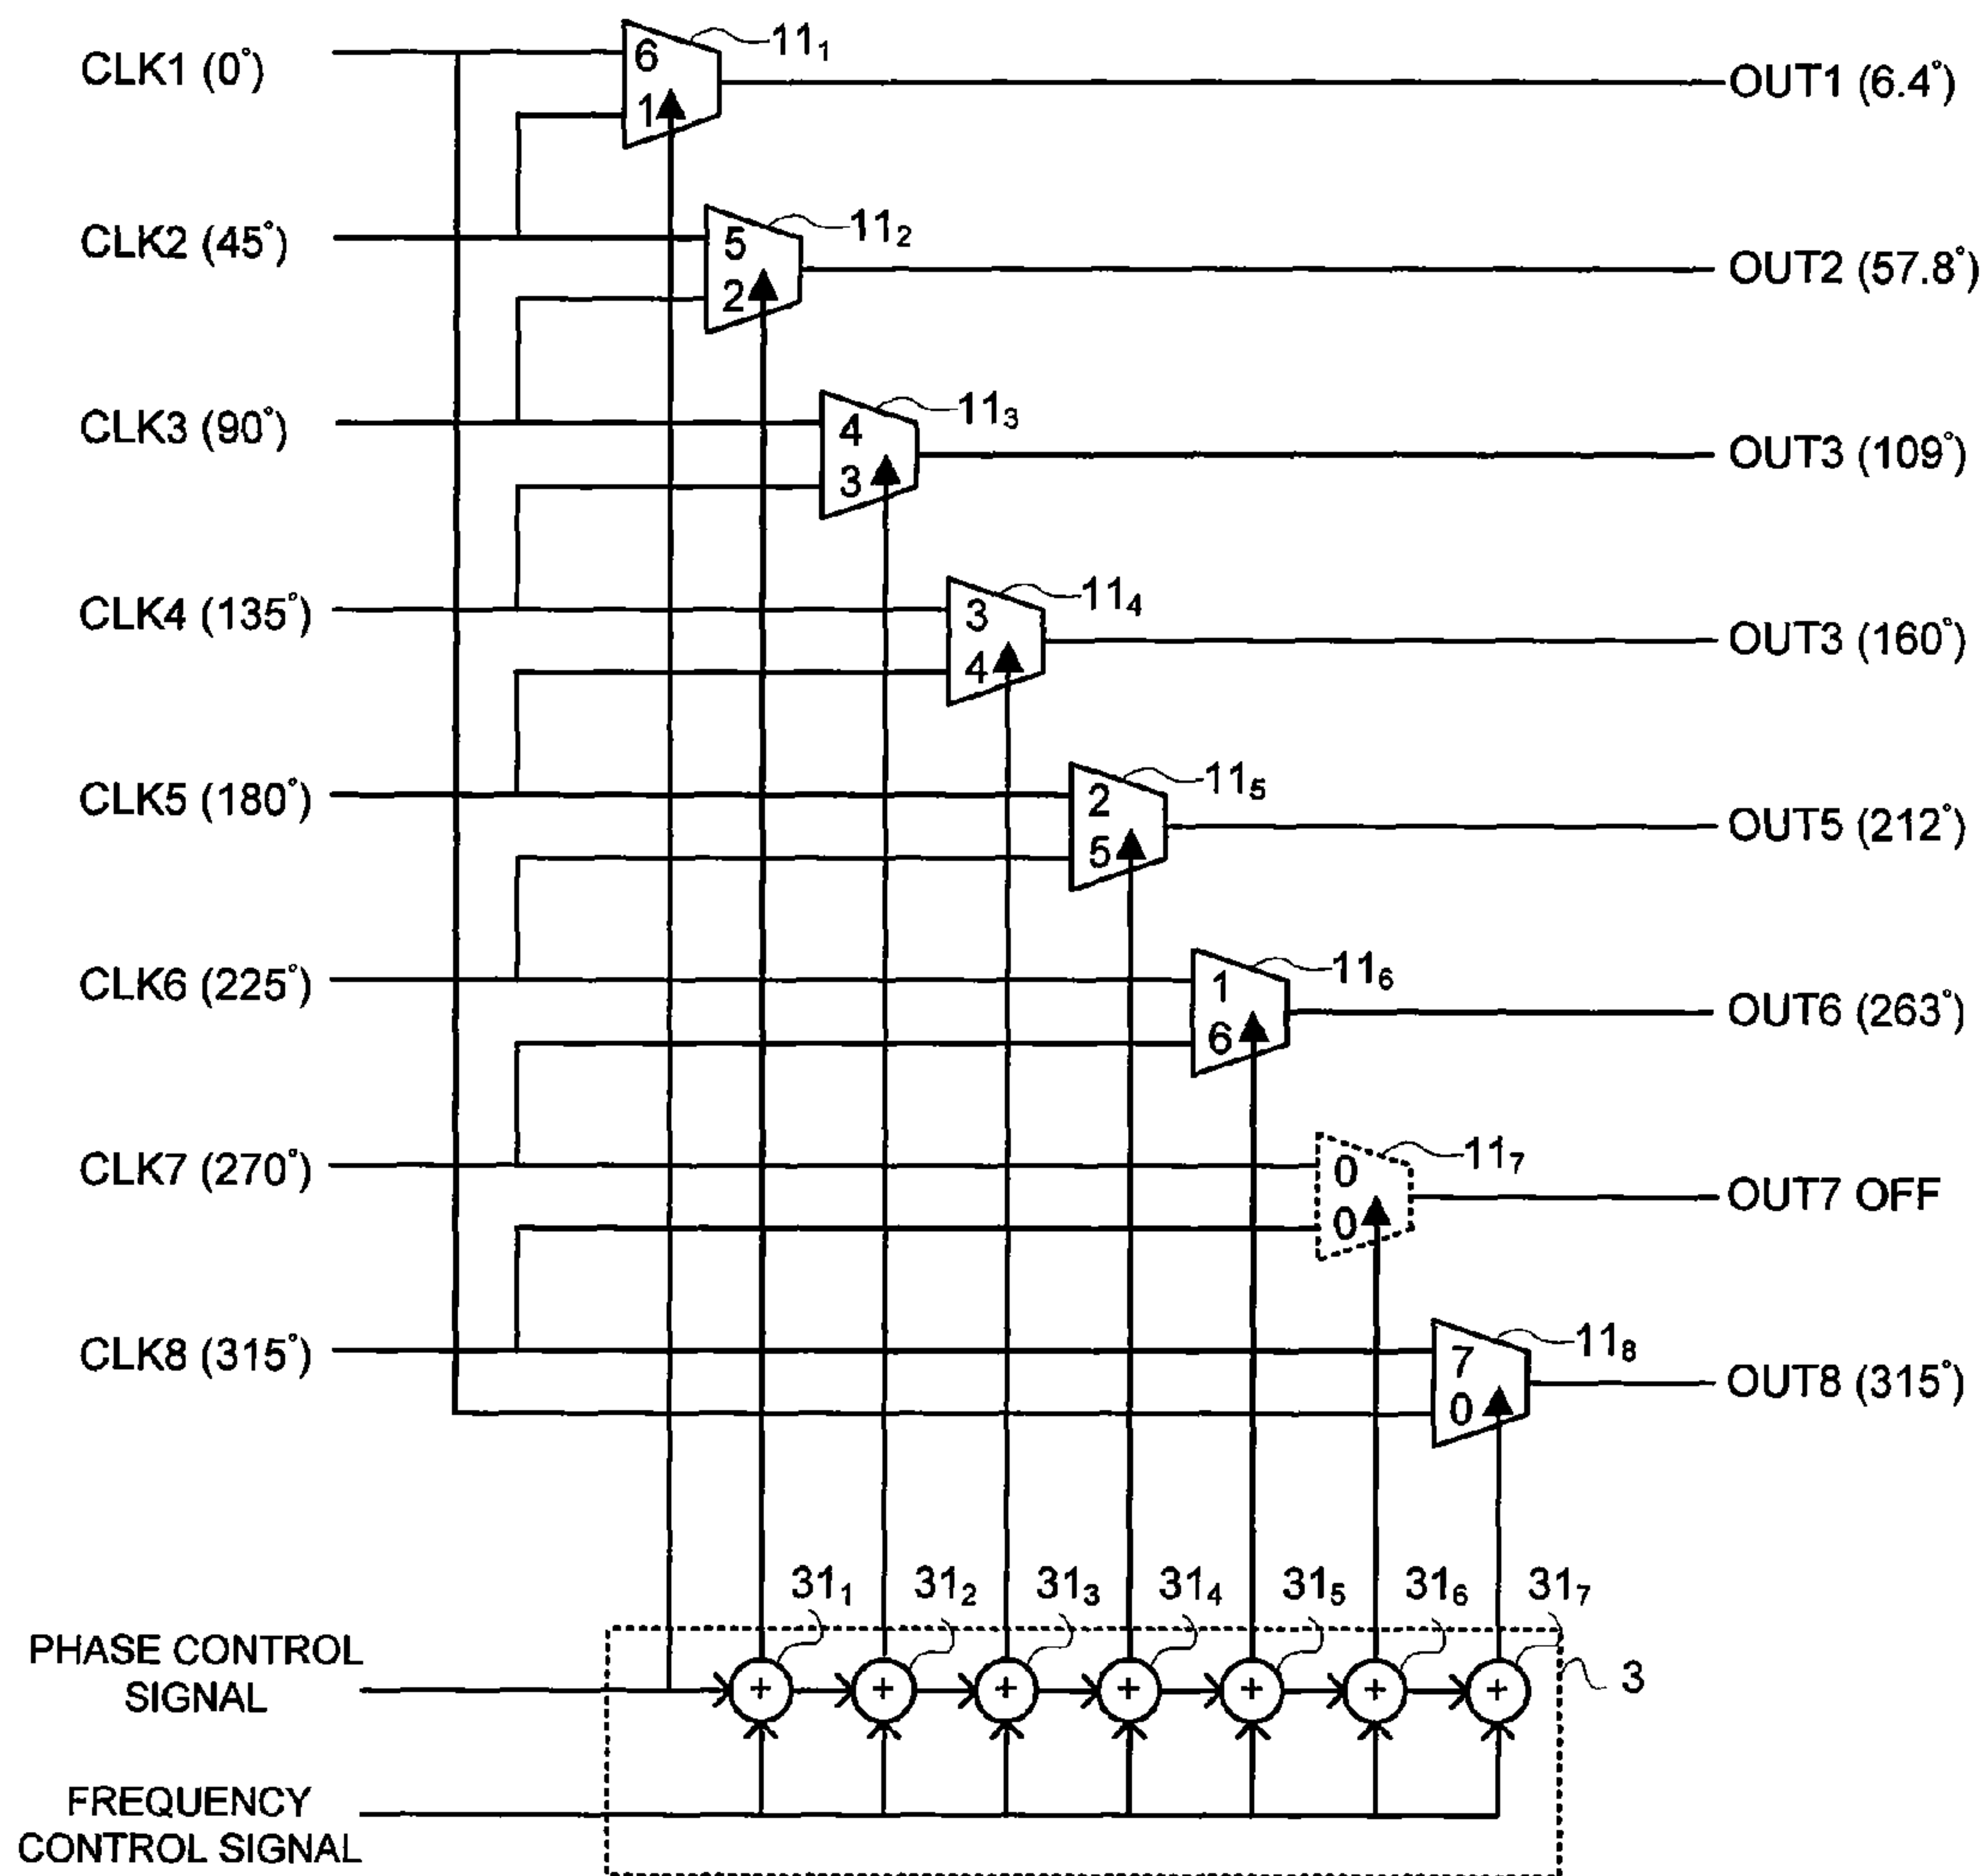 CLK1 (0°)
6
1
11₁
OUT1 (6.4°)
CLK2 (45°)
5
2
11₂
OUT2 (57.8°)
CLK3 (90°)
4
3
11₃
OUT3 (109°)
CLK4 (135°)
3
4
11₄
OUT3 (160°)
CLK5 (180°)
2
5
11₅
OUT5 (212°)
CLK6 (225°)
1
6
11₆
OUT6 (263°)
CLK7 (270°)
0
0
11₇
OUT7 OFF
CLK8 (315°)
7
0
11₈
OUT8 (315°)
31₁ 31₂ 31₃ 31₄ 31₅ 31₆ 31₇
PHASE CONTROL
SIGNAL
+ + + + + + +
3
FREQUENCY
CONTROL SIGNAL